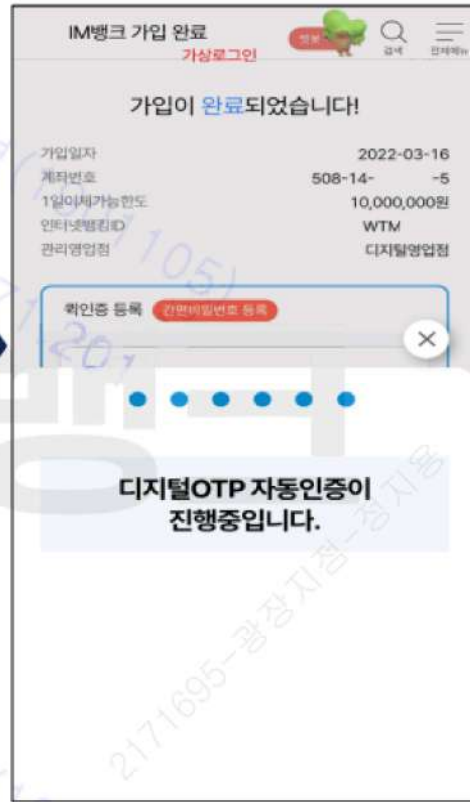 IM뱅크 가입 완료
가상로그인
검색
전체메뉴
가입이 완료되었습니다!
가입일자 2022-03-16
계좌번호 508-14- -5
1일이체가능한도 10,000,000원
인터넷뱅킹ID WTM
관리영업점 디지털영업점
퀵인증 등록 간편비밀번호 등록
디지털OTP 자동인증이
진행중입니다.
2171695-광장지점-정지용